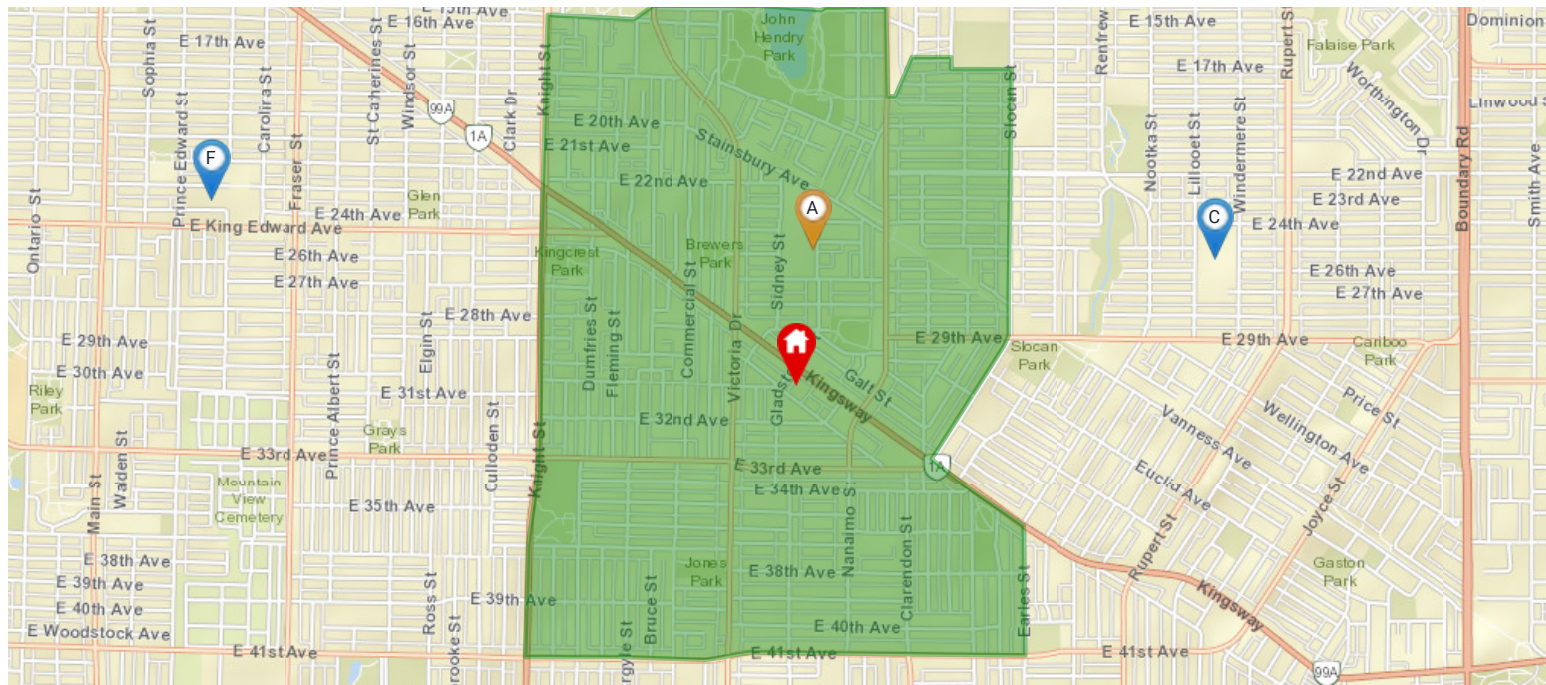 E 15th Ave
E 16th Ave
E 15th Ave
Dominion
E 17th Ave
Sophia St
St Caherines St
Windsor St
Carolira St
Prince Edward St
Clark Dr
Knight St
John
Hendry
Park
Renfrew
Rupert St
Falaise Park
E 17th Ave
Worthington Dr
Linwood S
Boundary Rd
Slocan St
99A
1A
E 20th Ave
E 21st Ave
Stainsbury Ave
E 22nd Ave
Nootka St
Lillooet St
Windermere St
E 22nd Ave
E 23rd Ave
Smith Ave
F
A
C
Ontario St
Fraser St
Glen
Park
E 24th Ave
E King Edward Ave
E 24th Ave
E 26th Ave
E 27th Ave
Kingcrest
Park
Brewers
Park
Sidney St
E 26th Ave
E 27th Ave
E 28th Ave
Commercial St
Dumfries St
Fleming St
Victoria Dr
E 29th Ave
E 30th Ave
Elgin St
E 29th Ave
Slocan
Park
E 29th Ave
Cariboo
Park
Riley
Park
Prince Albert St
E 31st Ave
Gladst
Kingsway
Galt St
Price St
Wellington Ave
Vanness Ave
Euclid Ave
E 32nd Ave
Grays
Park
Culloden St
Knight St
Main St
Waden St
E 33rd Ave
E 33rd Ave
1A
Mountain
View
Cemetery
E 34th Ave
E 35th Ave
Nanaimo S
Clarendon St
Joyce St
Rupert St
E 38th Ave
E 39th Ave
E 40th Ave
E Woodstock Ave
Ross St
E 39th Ave
Jones
Park
Bruce St
E 38th Ave
Earles St
Gaston
Park
Kingsway
E 40th Ave
E 41st Ave
brooke St
rgyle St
E 41st Ave
E 41st Ave
99A